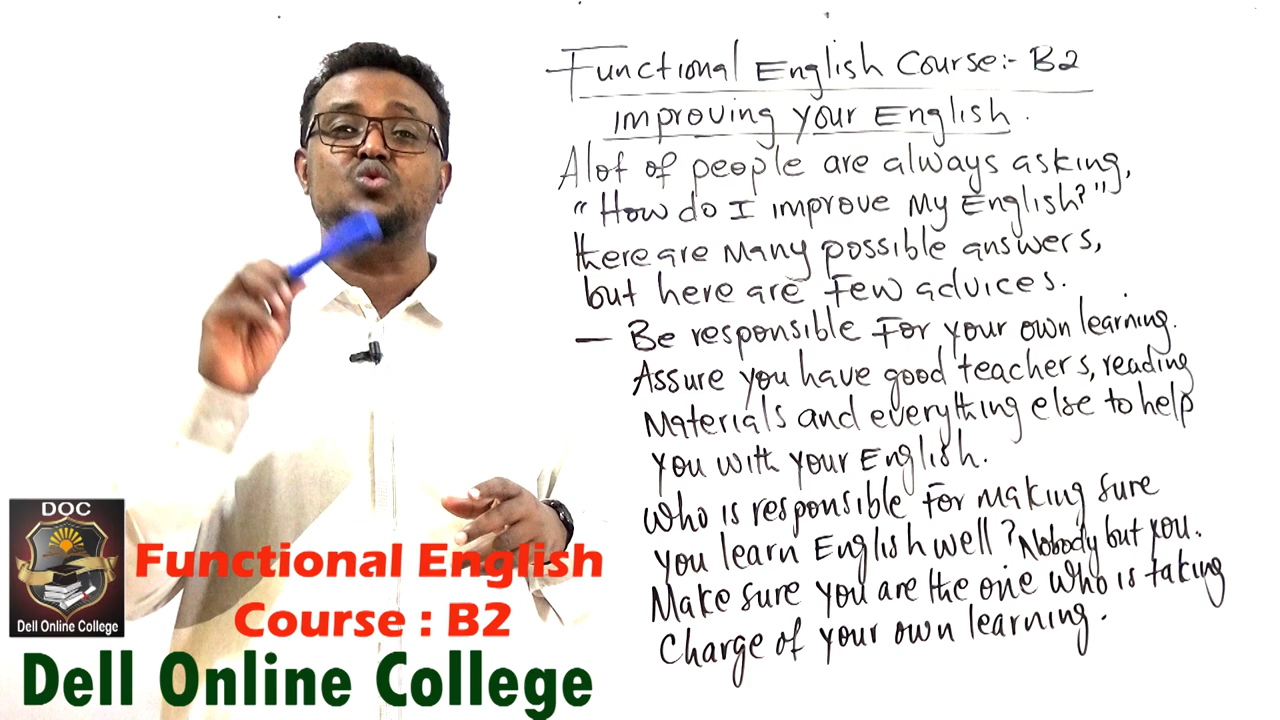 Functional English Course:- B2
improving your English.
Alot of people are always asking,
"How do I improve My English?"
there are Many possible answers,
but here are Few advices.
— Be responsible For your own learning.
Assure you have good teachers, reading
Materials and everything else to help
you with your English.
Who is responsible For making sure
you learn English well? Nobody but you.
Make sure you are the one who is taking
Charge of your own learning.
DOC
Dell Online College
Functional English
Course : B2
Dell Online College